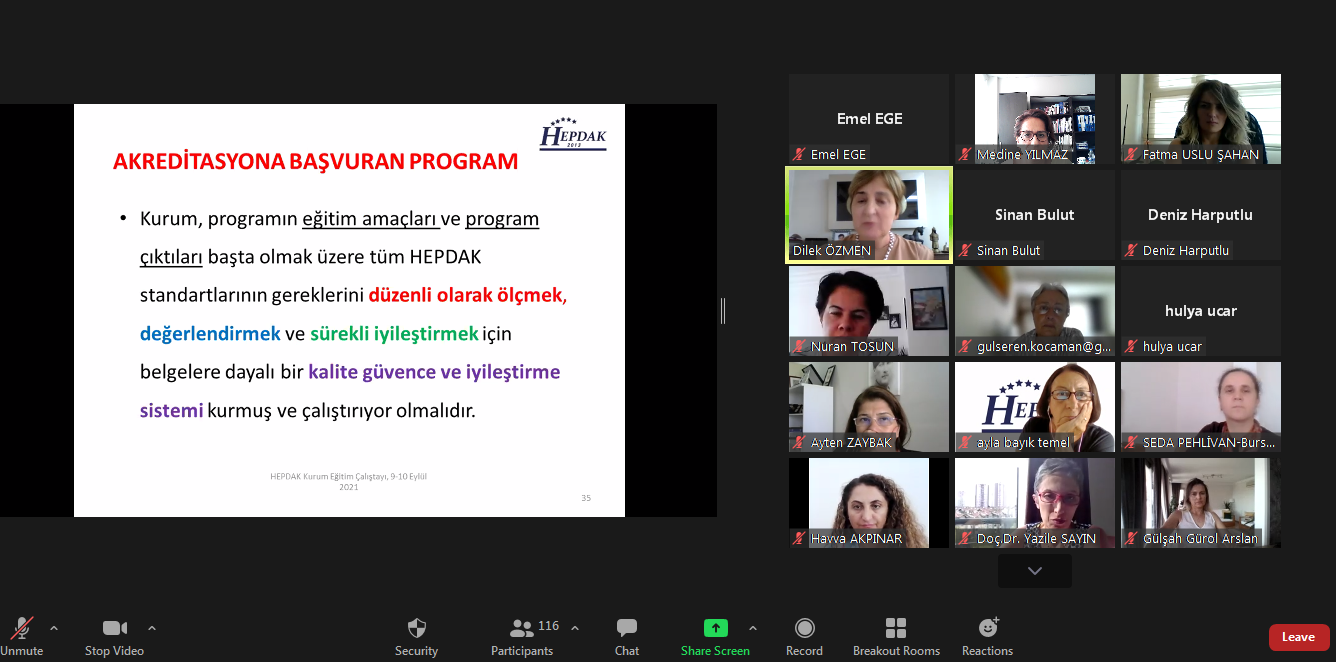 HEPDAK
2013
AKREDİTASYONA BAŞVURAN PROGRAM
• Kurum, programın eğitim amaçları ve program
çıktıları başta olmak üzere tüm HEPDAK
standartlarının gereklerini düzenli olarak ölçmek,
değerlendirmek ve sürekli iyileştirmek için
belgelere dayalı bir kalite güvence ve iyileştirme
sistemi kurmuş ve çalıştırıyor olmalıdır.
HEPDAK Kurum Eğitim Çalıştayı, 9-10 Eylül
2021
35
Emel EGE
Emel EGE
Medine YILMAZ
Fatma USLU ŞAHAN
Dilek ÖZMEN
Sinan Bulut
Sinan Bulut
Deniz Harputlu
Deniz Harputlu
Nuran TOSUN
gulseren.kocaman@g...
hulya ucar
hulya ucar
Ayten ZAYBAK
HEP
ayla bayık temel
SEDA PEHLİVAN-Burs...
Havva AKPINAR
Doç.Dr. Yazile SAYIN
Gülşah Gürol Arslan
Unmute
Stop Video
Security
116
Participants
Chat
Share Screen
Record
Breakout Rooms
Reactions
Leave